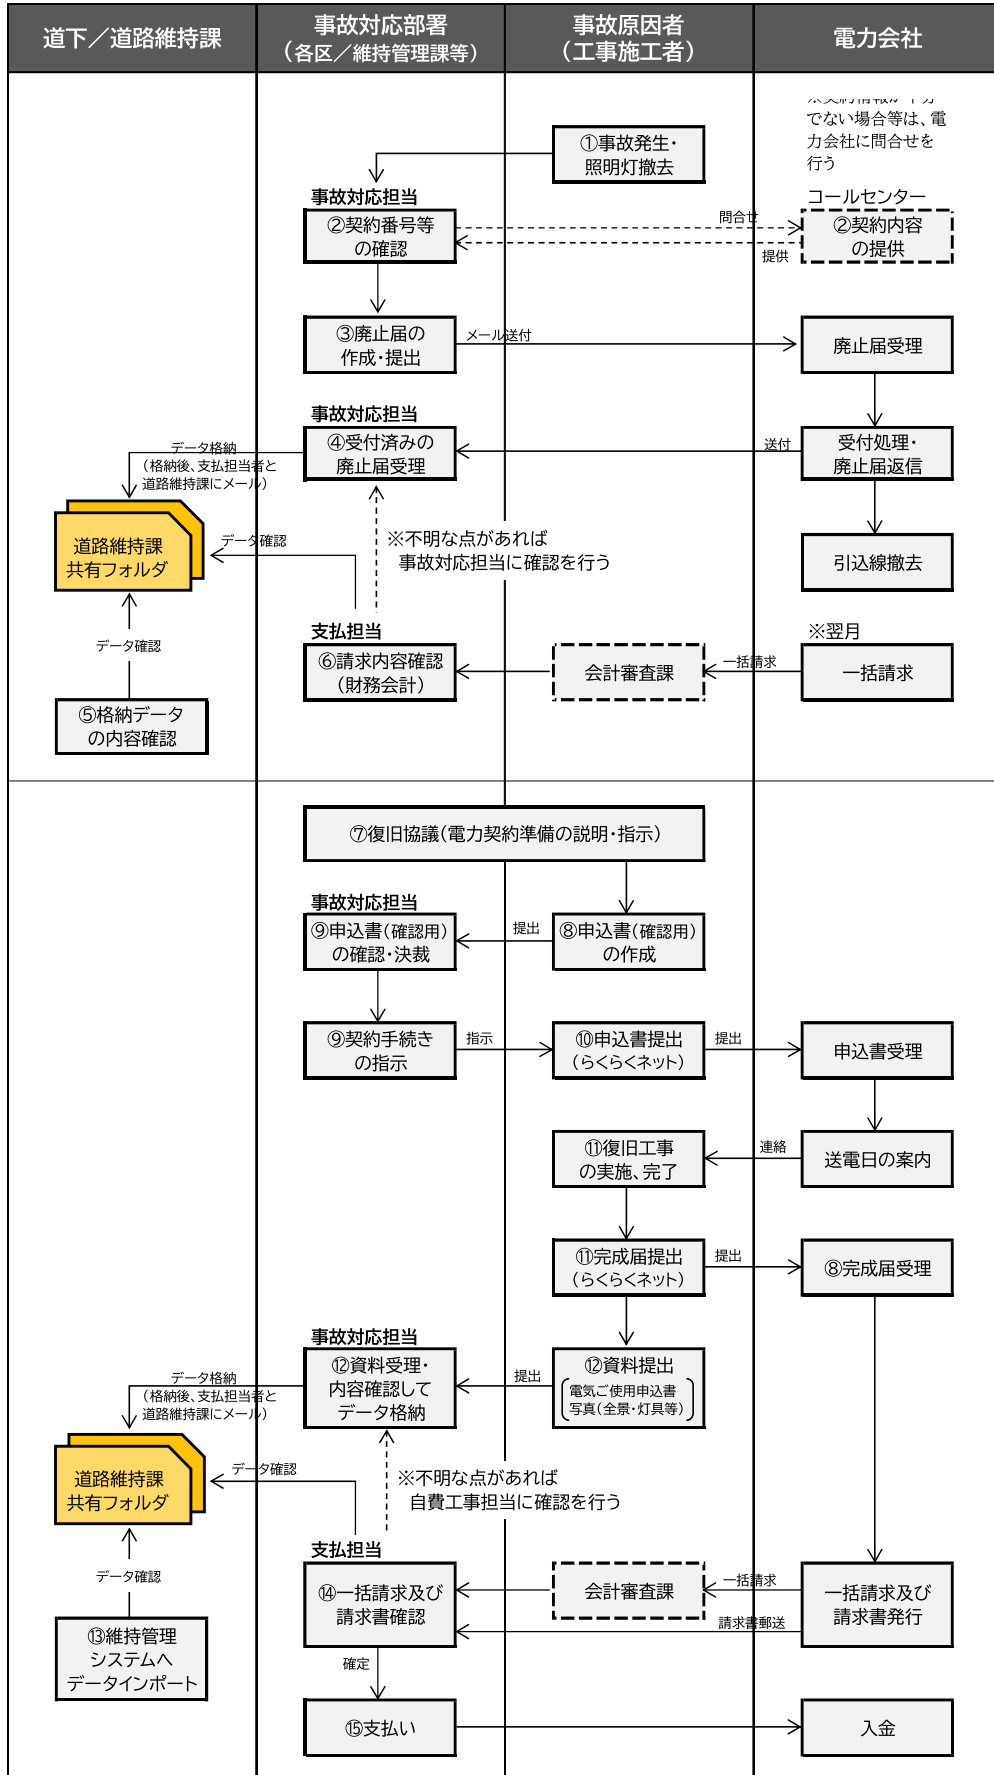 道下／道路維持課
事故対応部署
（各区／維持管理課等）
事故原因者
（工事施工者）
電力会社
でない場合等は、電
力会社に問合せを
行う
①事故発生・
照明灯撤去
事故対応担当
②契約番号等
の確認
問合せ
提供
コールセンター
②契約内容
の提供
③廃止届の
作成・提出
メール送付
廃止届受理
事故対応担当
④受付済みの
廃止届受理
送付
受付処理・
廃止届返信
データ格納
（格納後、支払担当者と
道路維持課にメール）
道路維持課
共有フォルダ
データ確認
※不明な点があれば
事故対応担当に確認を行う
引込線撤去
データ確認
支払担当
⑥請求内容確認
（財務会計）
会計審査課
一括請求
※翌月
一括請求
⑤格納データ
の内容確認
⑦復旧協議（電力契約準備の説明・指示）
事故対応担当
⑨申込書（確認用）
の確認・決裁
提出
⑧申込書（確認用）
の作成
⑨契約手続き
の指示
指示
⑩申込書提出
（らくらくネット）
提出
申込書受理
⑪復旧工事
の実施、完了
連絡
送電日の案内
⑪完成届提出
（らくらくネット）
提出
⑧完成届受理
事故対応担当
⑫資料受理・
内容確認して
データ格納
提出
⑫資料提出
電気ご使用申込書
写真（全景・灯具等）
データ格納
（格納後、支払担当者と
道路維持課にメール）
道路維持課
共有フォルダ
データ確認
※不明な点があれば
自費工事担当に確認を行う
データ確認
支払担当
⑭一括請求及び
請求書確認
会計審査課
一括請求
請求書郵送
一括請求及び
請求書発行
⑬維持管理
システムへ
データインポート
確定
⑮支払い
入金